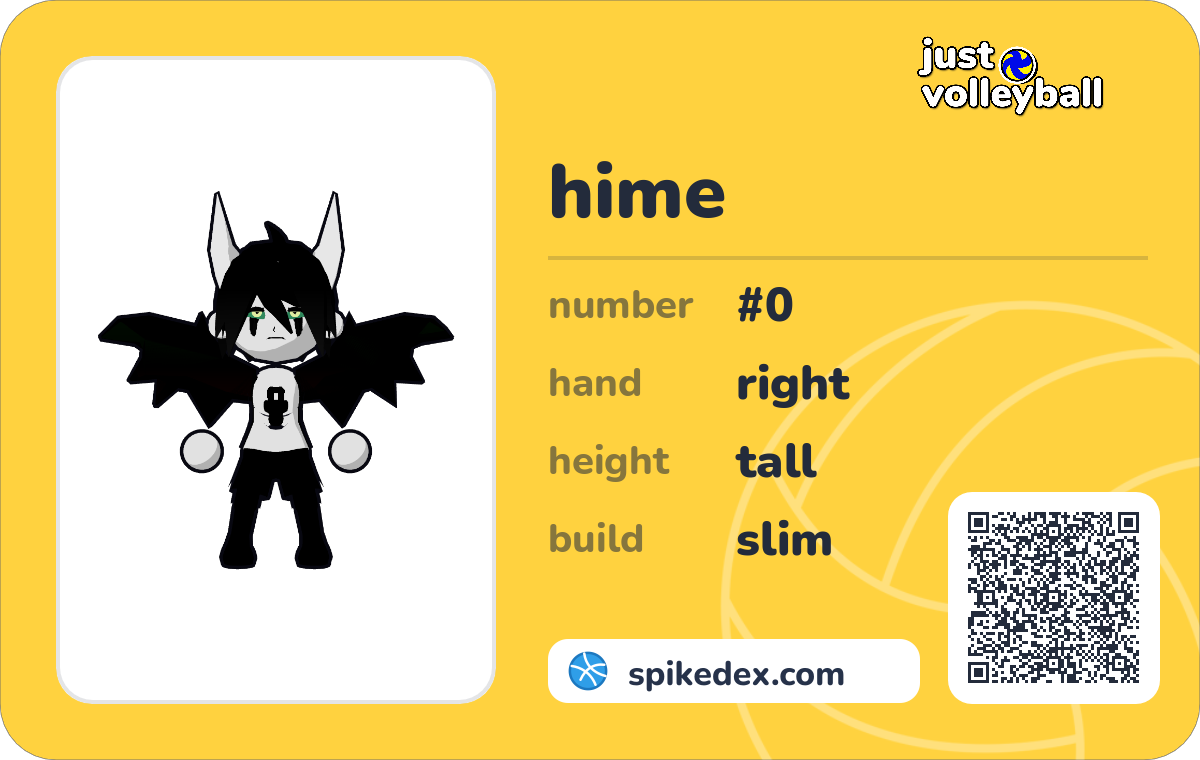 just
volleyball
hime
number #0
hand right
height tall
build slim
spikedex.com